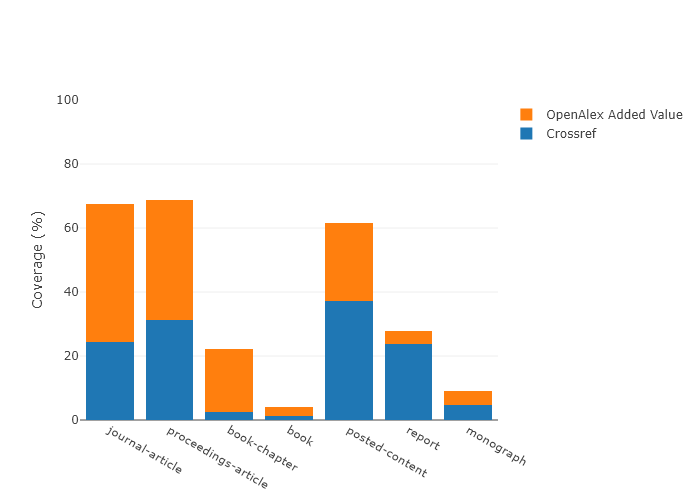 100
80
60
40
20
0
Coverage (%)
journal-article
proceedings-article
book-chapter
book
posted-content
report
monograph
OpenAlex Added Value
Crossref